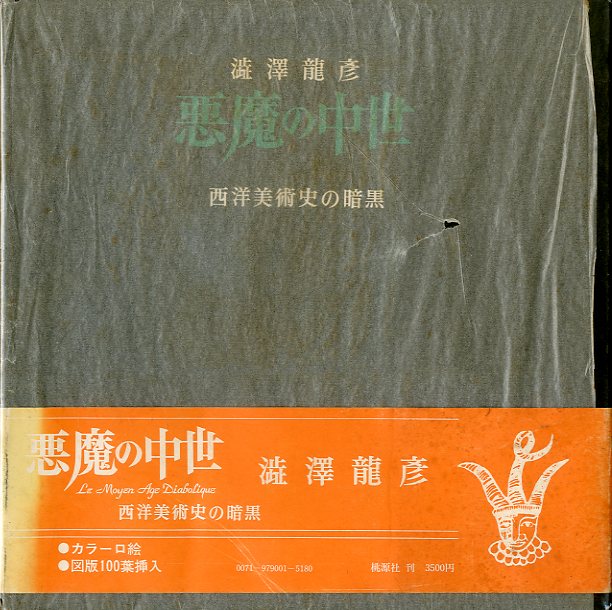 澁澤龍彦
悪魔の中世
西洋美術史の暗黒
悪魔の中世
Le Moyen Age Diabolique
西洋美術史の暗黒
澁澤龍彦
●カラー口絵
●図版100葉挿入
0071-979001-5180
桃源社 刊 3500円